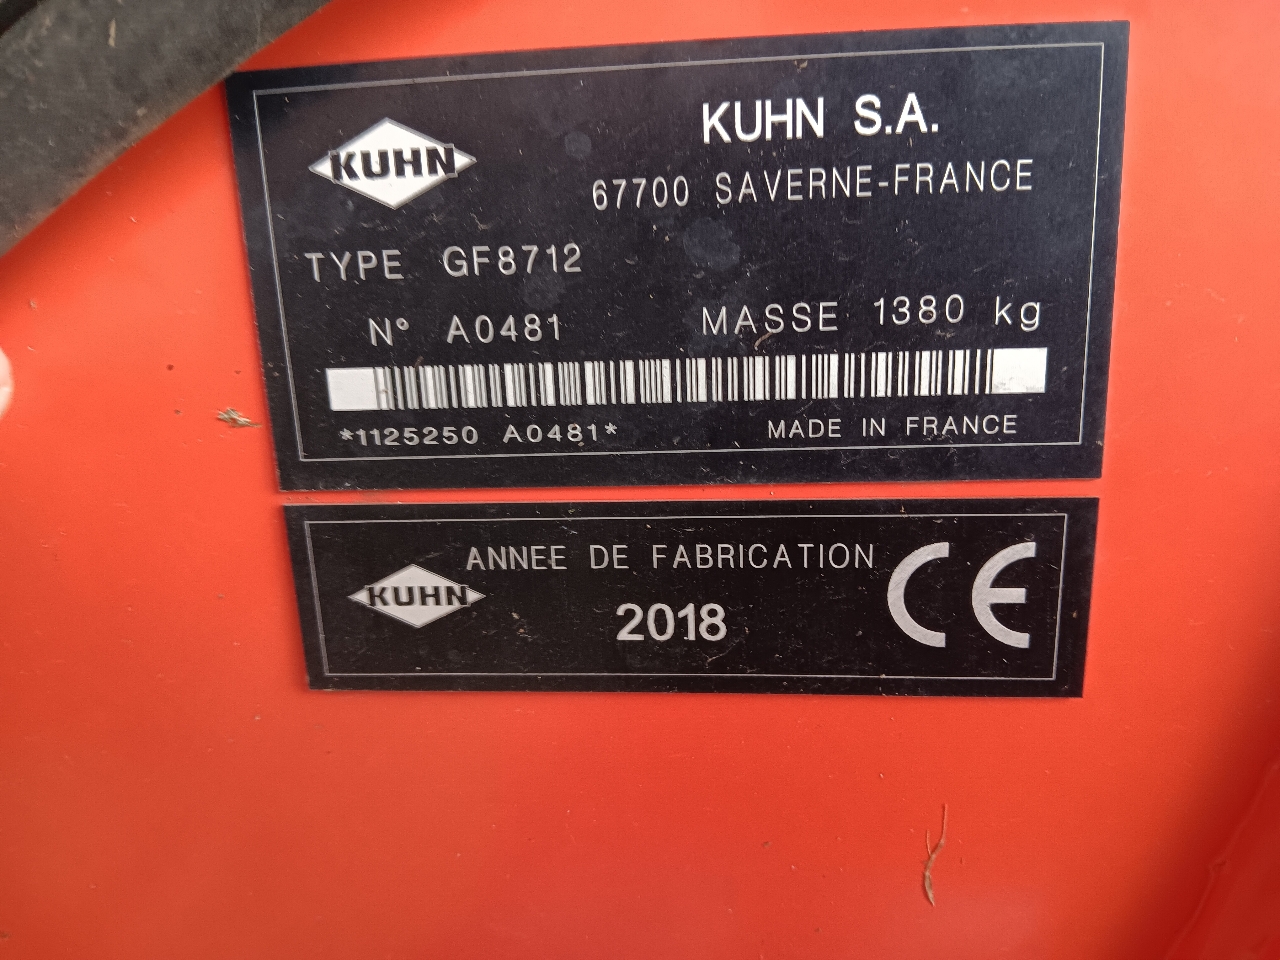 KUHN
KUHN S.A.
67700 SAVERNE-FRANCE
TYPE GF8712
N° A0481 MASSE 1380 kg
*1125250 A0481*
MADE IN FRANCE
ANNEE DE FABRICATION
KUHN
2018
CE